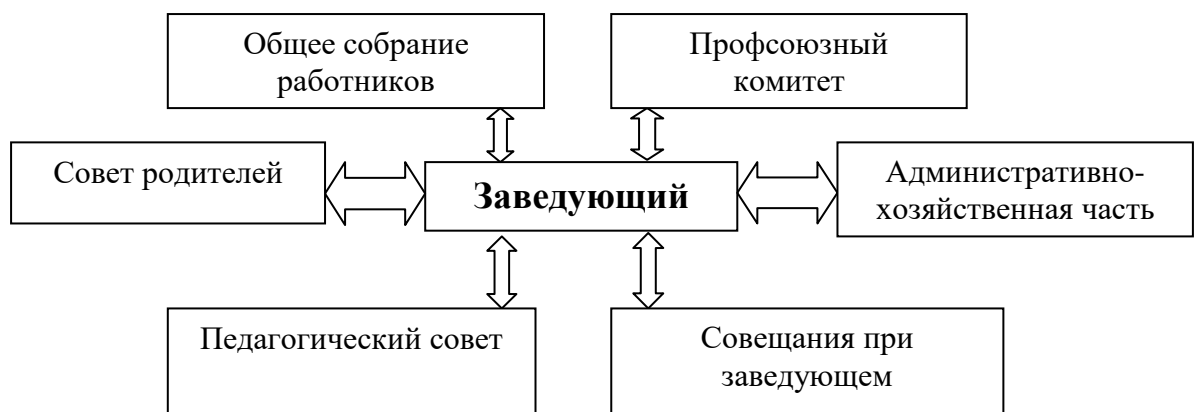 Общее собрание
работников
Профсоюзный
комитет
Совет родителей
Заведующий
Административно-
хозяйственная часть
Педагогический совет
Совещания при
заведующем